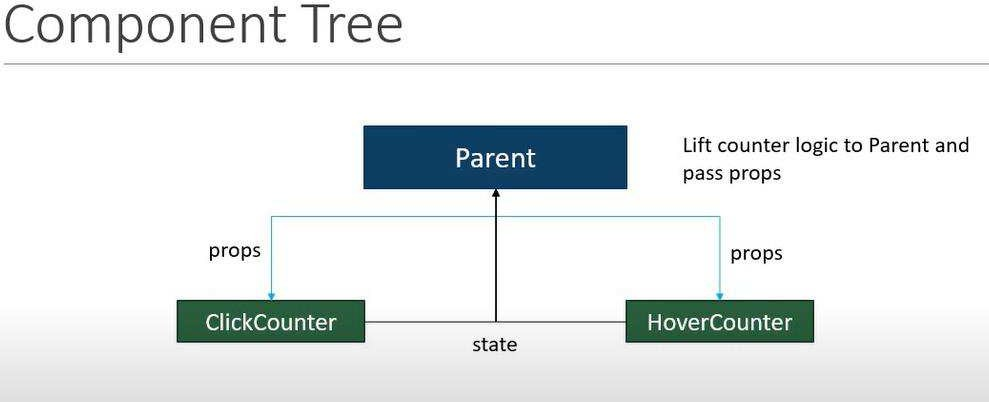 Component Tree
Parent
Lift counter logic to Parent and
pass props
props
props
ClickCounter
HoverCounter
state